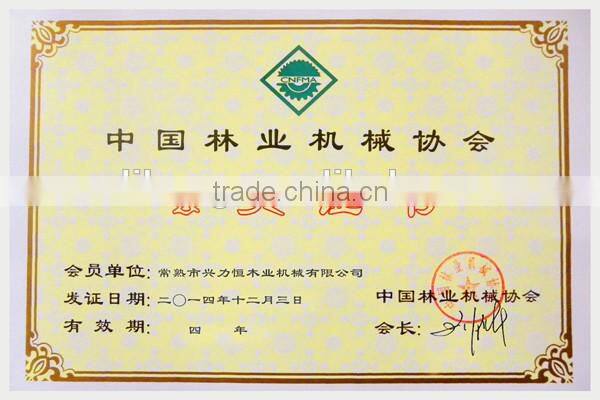 CNFMA
中国林业机械协会
trade.china.cn
会员单位：常熟市兴力恒木业机械有限公司
发证日期：二〇一四年十二月三日
有效期：四年
中国林业机械协会
会长：